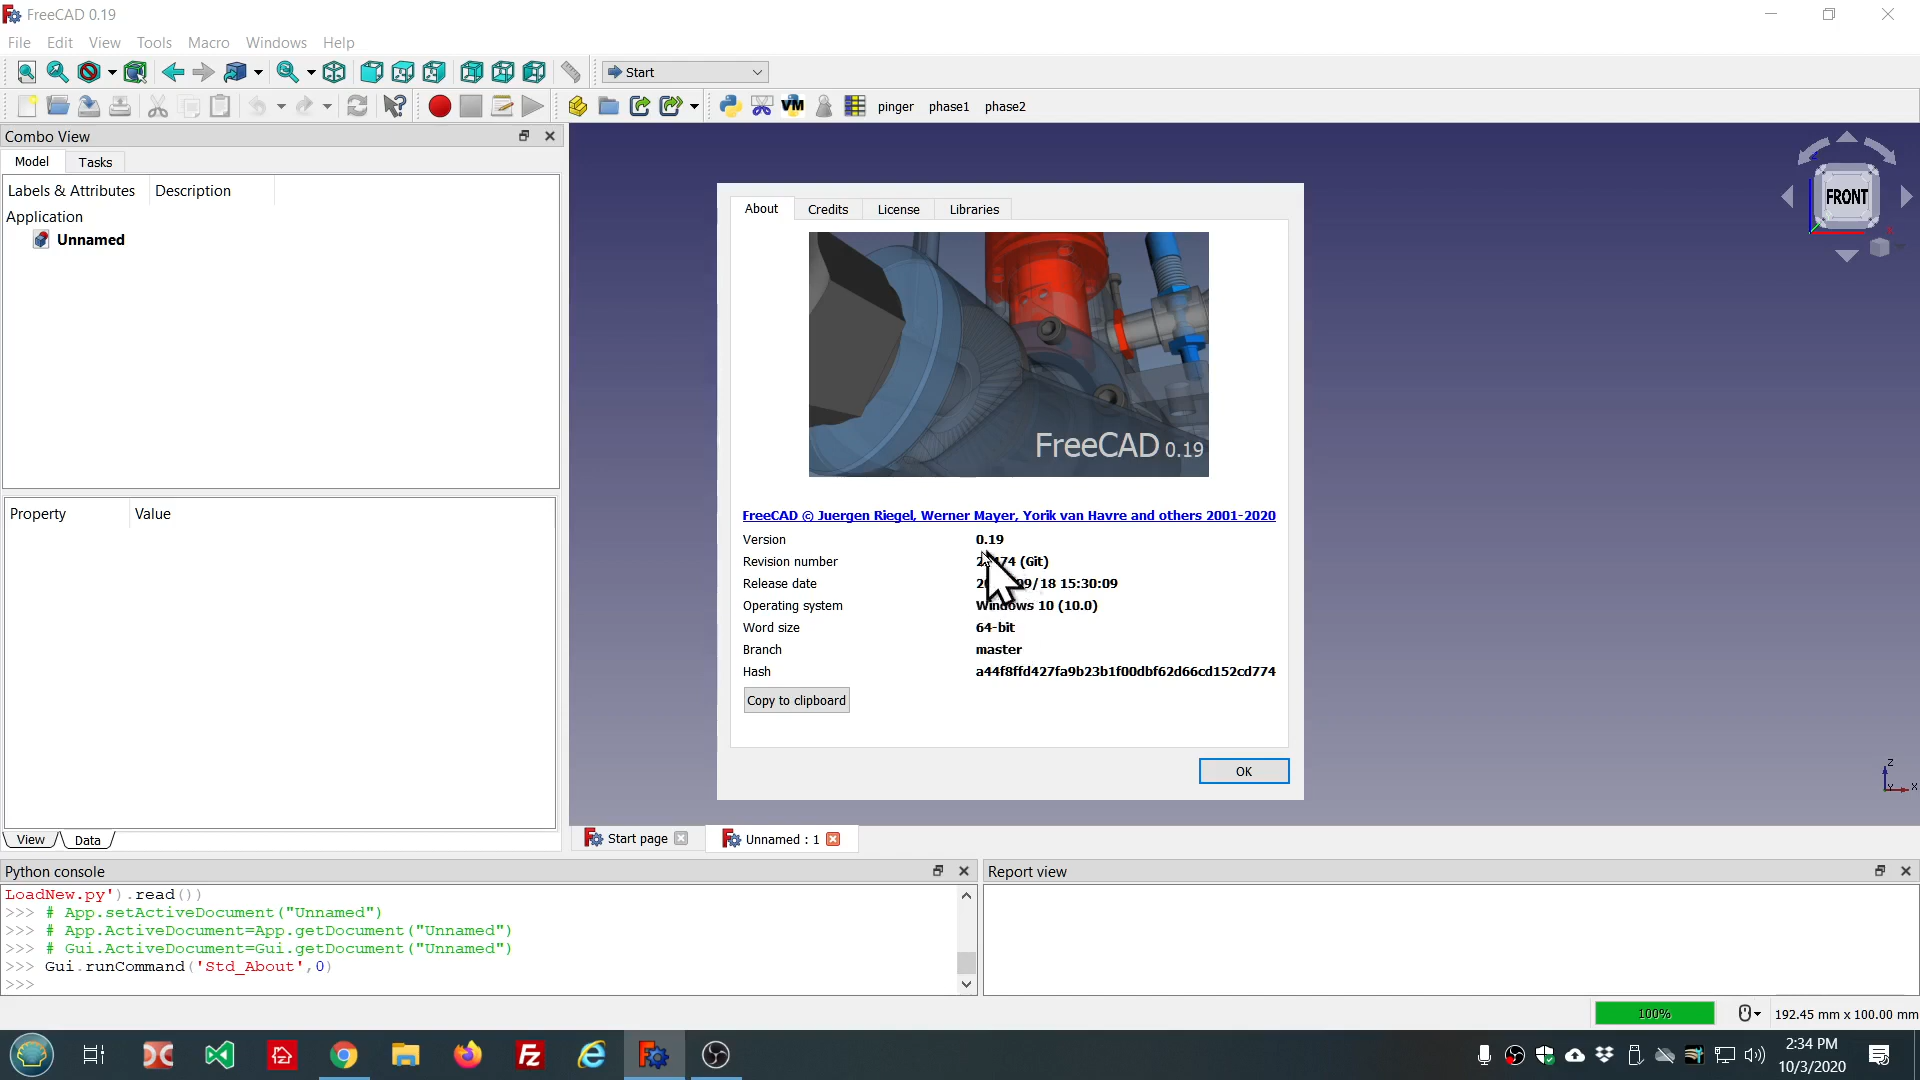 FreeCAD 0.19
File Edit View Tools Macro Windows Help
Start
VM pinger phase1 phase2
Combo View
Model Tasks
Labels & Attributes Description
Application
Unnamed
Property Value
View Data
About Credits License Libraries
FreeCAD 0.19
FreeCAD © Juergen Riegel, Werner Mayer, Yorik van Havre and others 2001-2020
Version 0.19
Revision number (Git)
Release date 15:30:09
Operating system Windows 10 (10.0)
Word size 64-bit
Branch master
Hash a44f8ffd427fa9b23b1f00dbf62d66cd152cd774
Copy to clipboard
OK
FRONT
Z
X
Start page Unnamed : 1
Python console
LoadNew.py').read())
>>> # App.setActiveDocument("Unnamed")
>>> # App.ActiveDocument=App.getDocument("Unnamed")
>>> # Gui.ActiveDocument=Gui.getDocument("Unnamed")
>>> Gui.runCommand('Std_About',0)
>>>
Report view
100% 192.45 mm x 100.00 mm
2:34 PM
10/3/2020